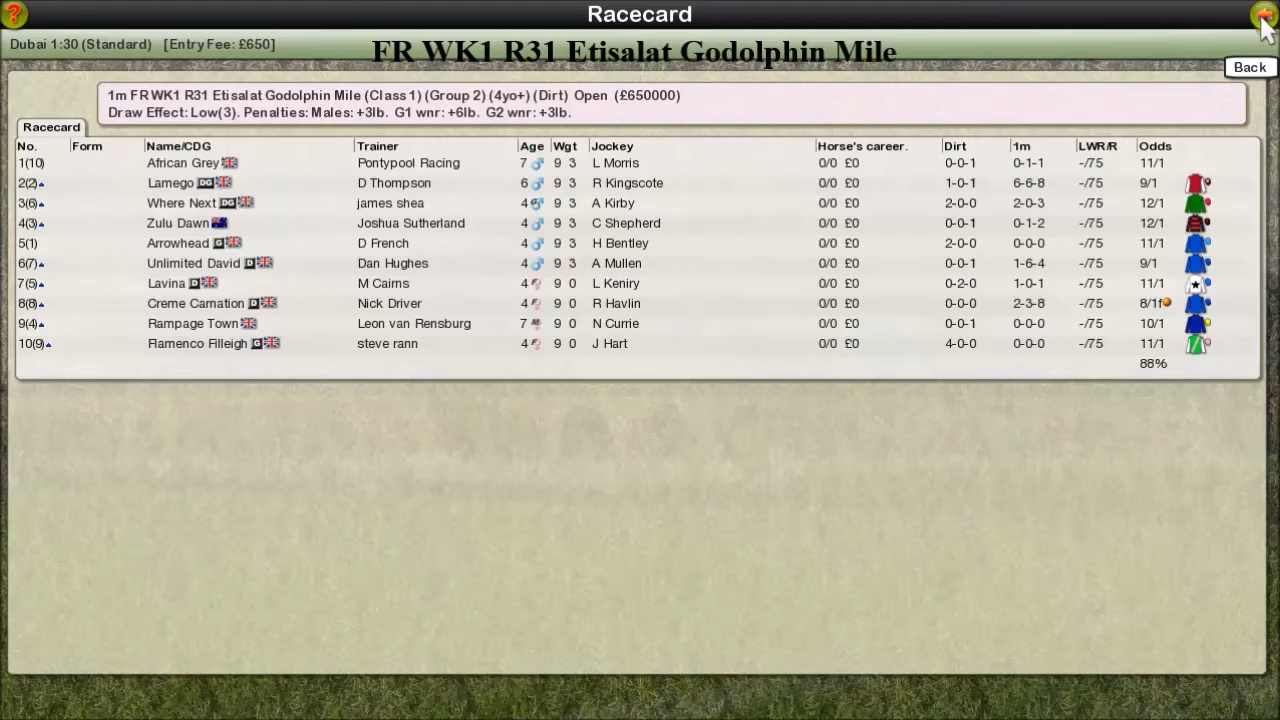 Racecard
Dubai 1:30 (Standard) [Entry Fee: £650]
FR WK1 R31 Etisalat Godolphin Mile
Back
1m FR WK1 R31 Etisalat Godolphin Mile (Class 1) (Group 2) (4yo+) (Dirt) Open (£650000)
Draw Effect: Low(3). Penalties: Males: +3lb. G1 wnr: +6lb. G2 wnr: +3lb.
Racecard
No. Form Name/CDG Trainer Age Wgt Jockey Horse's career. Dirt 1m LWR/R Odds
1(10) African Grey Pontypool Racing 7 9 3 L Morris 0/0 £0 0-0-1 0-1-1 -/75 11/1
2(2) Lamego DG D Thompson 6 9 3 R Kingscote 0/0 £0 1-0-1 6-6-8 -/75 9/1
3(6) Where Next DG james shea 4 9 3 A Kirby 0/0 £0 2-0-0 2-0-3 -/75 12/1
4(3) Zulu Dawn Joshua Sutherland 4 9 3 C Shepherd 0/0 £0 0-0-1 0-1-2 -/75 12/1
5(1) Arrowhead G D French 4 9 3 H Bentley 0/0 £0 2-0-0 0-0-0 -/75 11/1
6(7) Unlimited David D Dan Hughes 4 9 3 A Mullen 0/0 £0 0-0-1 1-6-4 -/75 9/1
7(5) Lavina D M Cairns 4 9 0 L Keniry 0/0 £0 0-2-0 1-0-1 -/75 11/1
8(8) Creme Carnation D Nick Driver 4 9 0 R Havlin 0/0 £0 0-0-0 2-3-8 -/75 8/1f
9(4) Rampage Town Leon van Rensburg 7 9 0 N Currie 0/0 £0 0-0-1 0-0-0 -/75 10/1
10(9) Flamenco Filleigh G steve rann 4 9 0 J Hart 0/0 £0 4-0-0 0-0-0 -/75 11/1
88%